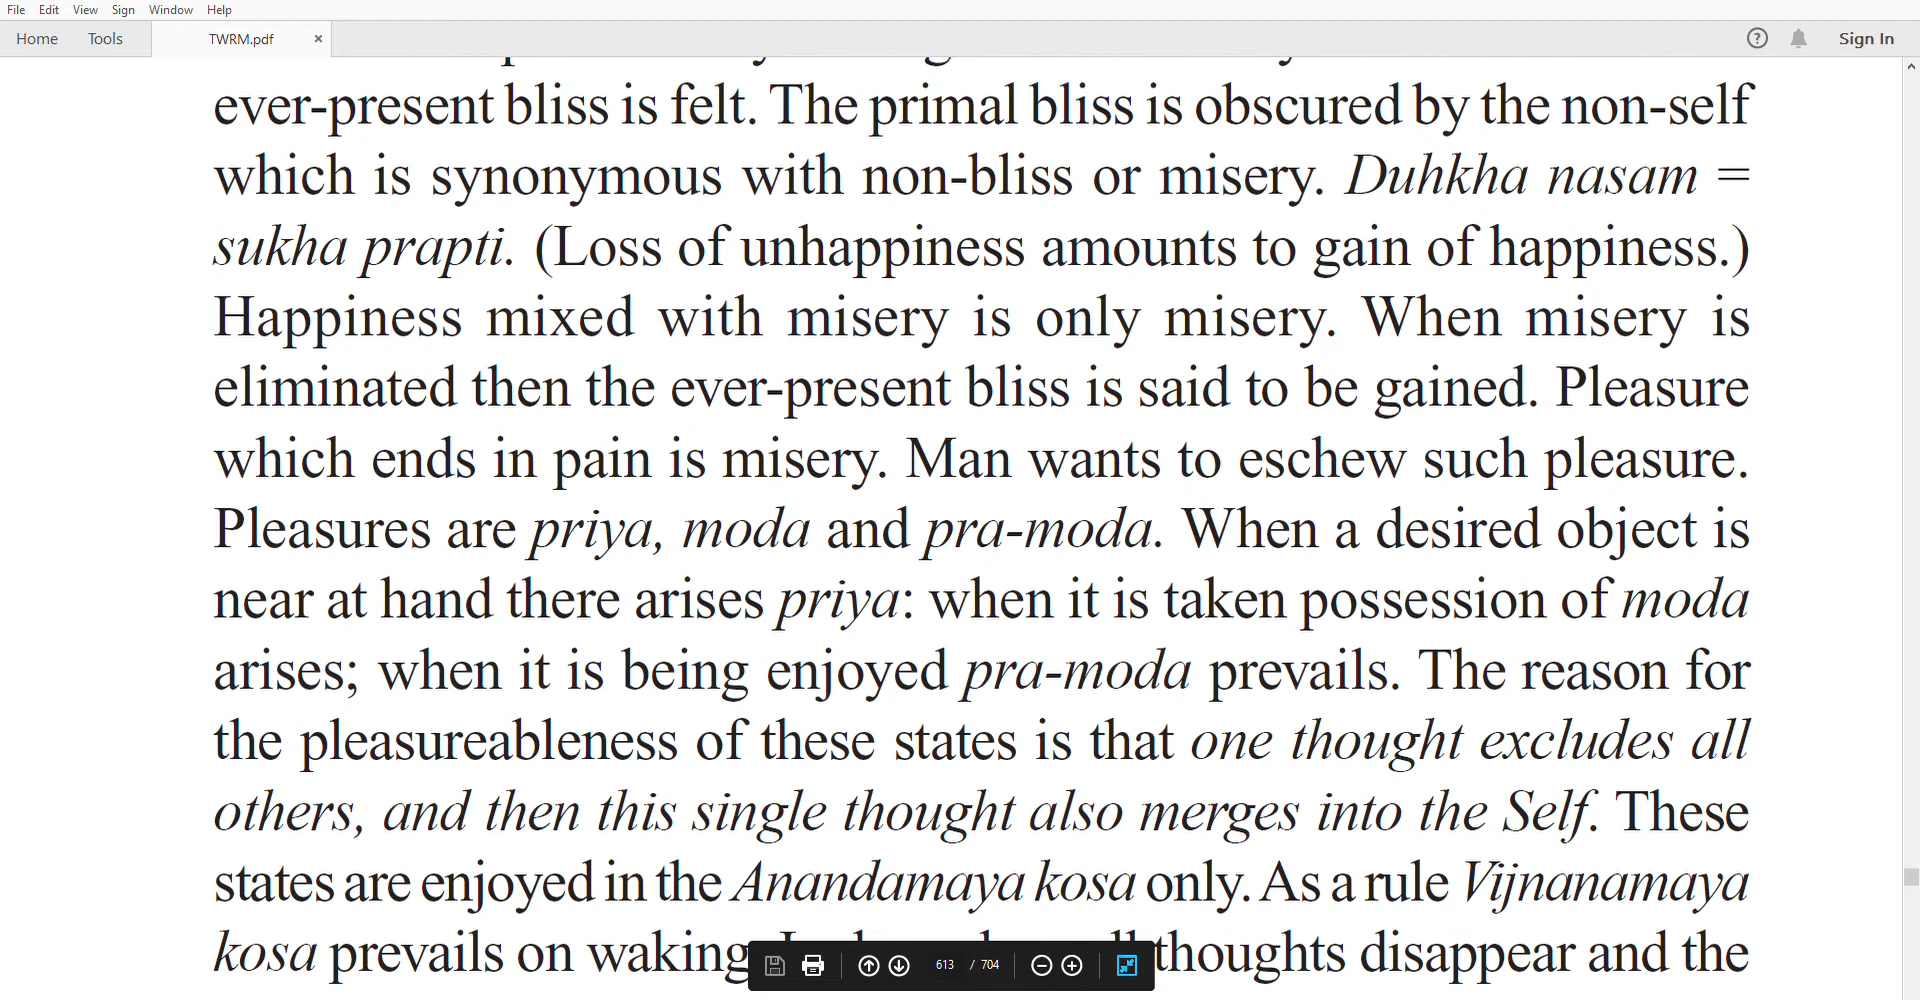 File Edit View Sign Window Help
Home Tools TWRM.pdf × ? Sign In
ever-present bliss is felt. The primal bliss is obscured by the non-self
which is synonymous with non-bliss or misery. Duhkha nasam =
sukha prapti. (Loss of unhappiness amounts to gain of happiness.)
Happiness mixed with misery is only misery. When misery is
eliminated then the ever-present bliss is said to be gained. Pleasure
which ends in pain is misery. Man wants to eschew such pleasure.
Pleasures are priya, moda and pra-moda. When a desired object is
near at hand there arises priya: when it is taken possession of moda
arises; when it is being enjoyed pra-moda prevails. The reason for
the pleasureableness of these states is that one thought excludes all
others, and then this single thought also merges into the Self. These
states are enjoyed in the Anandamaya kosa only. As a rule Vijnanamaya
kosa prevails on waking. thoughts disappear and the
613 / 704